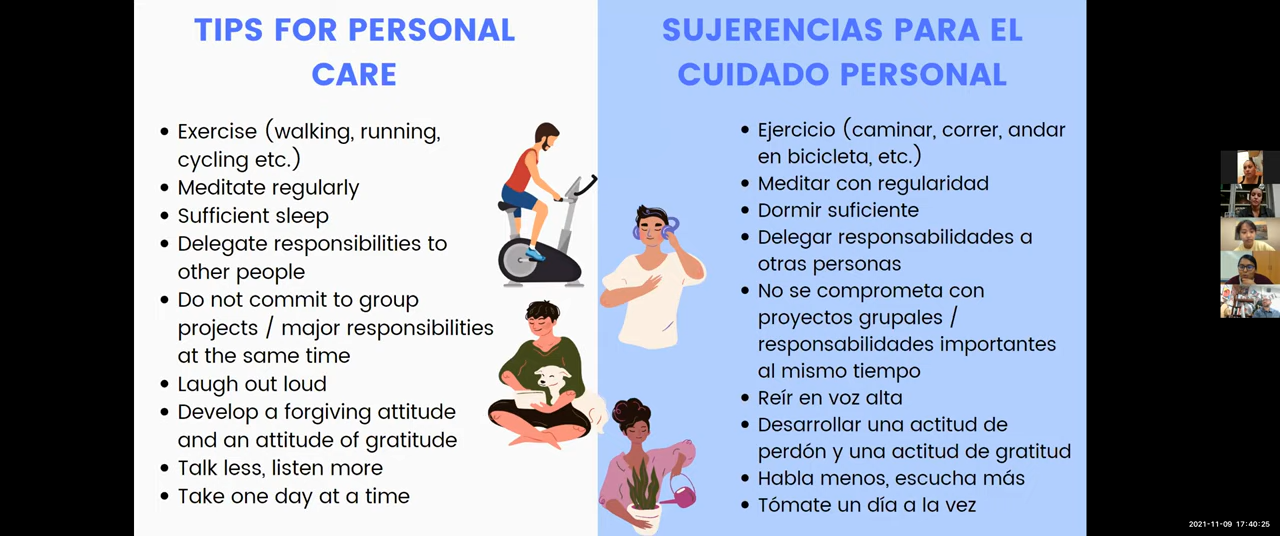 TIPS FOR PERSONAL
CARE
• Exercise (walking, running,
cycling etc.)
• Meditate regularly
• Sufficient sleep
• Delegate responsibilities to
other people
• Do not commit to group
projects / major responsibilities
at the same time
• Laugh out loud
• Develop a forgiving attitude
and an attitude of gratitude
• Talk less, listen more
• Take one day at a time
SUJERENCIAS PARA EL
CUIDADO PERSONAL
• Ejercicio (caminar, correr, andar
en bicicleta, etc.)
• Meditar con regularidad
• Dormir suficiente
• Delegar responsabilidades a
otras personas
• No se comprometa con
proyectos grupales /
responsabilidades importantes
al mismo tiempo
• Reír en voz alta
• Desarrollar una actitud de
perdón y una actitud de gratitud
• Habla menos, escucha más
• Tómate un día a la vez
2021-11-09 17:40:25